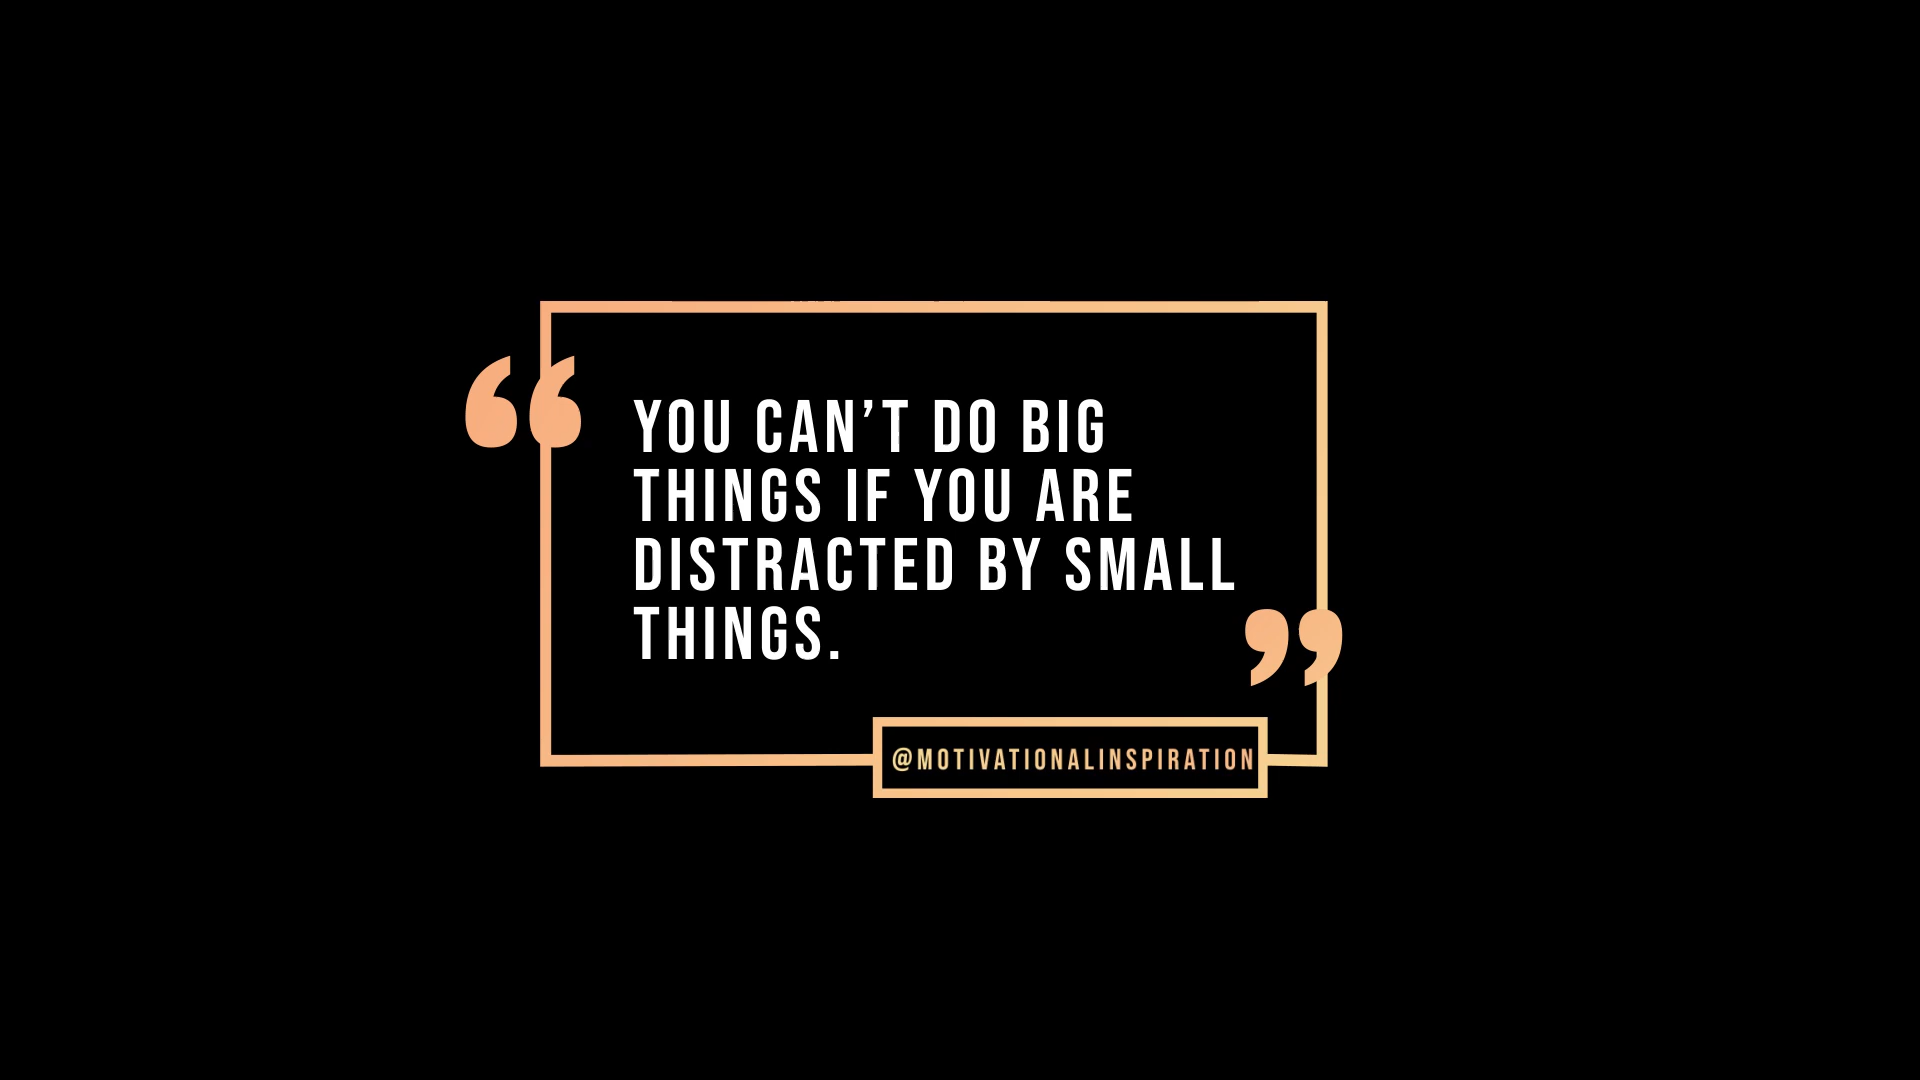 YOU CAN’T DO BIG
THINGS IF YOU ARE
DISTRACTED BY SMALL
THINGS.
@MOTIVATIONALINSPIRATION